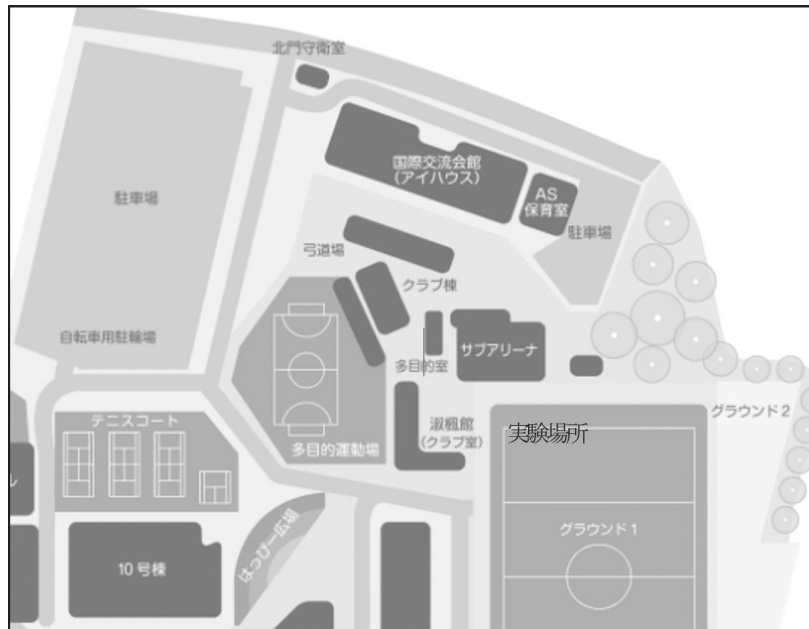 北門守衛室
国際交流会館
(アイハウス)
AS
保育室
駐車場
駐車場
弓道場
クラブ棟
自転車用駐輪場
サブアリーナ
多目的室
テニスコート
淑楓館
(クラブ室)
グラウンド2
実験場所
多目的運動場
ル
はっぴー広場
グラウンド1
10号棟